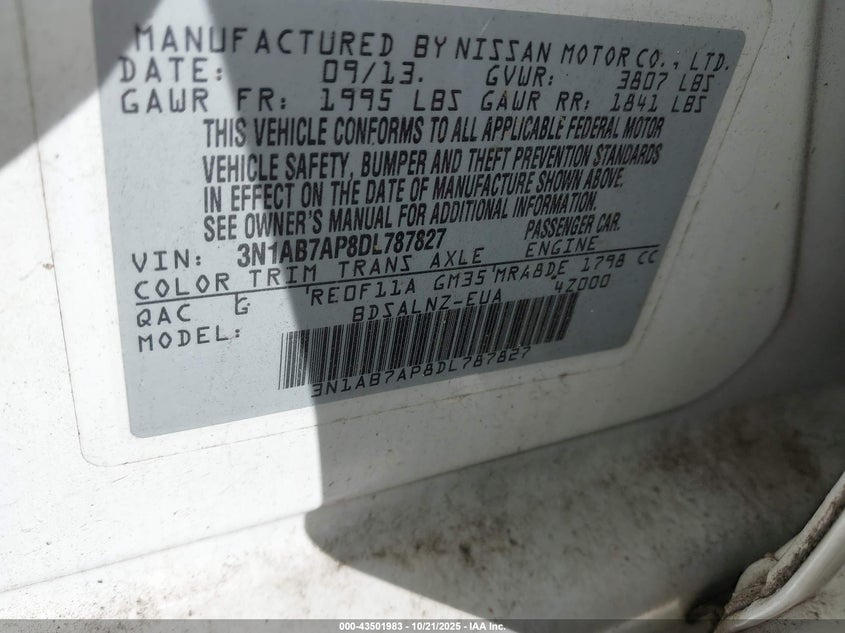 MANUFACTURED BY NISSAN MOTOR CO., LTD.
DATE: 09/13. GVWR: 3807 LBS
GAWR FR: 1995 LBS GAWR RR: 1841 LBS
THIS VEHICLE CONFORMS TO ALL APPLICABLE FEDERAL MOTOR
VEHICLE SAFETY, BUMPER AND THEFT PREVENTION STANDARDS
IN EFFECT ON THE DATE OF MANUFACTURE SHOWN ABOVE.
SEE OWNER'S MANUAL FOR ADDITIONAL INFORMATION.
VIN: 3N1AB7AP8DL787827 PASSENGER CAR.
COLOR TRIM TRANS AXLE ENGINE
QAC G RE0F11A GM35 MRA8DE 1798 CC
MODEL: BDSALNZ-EUA 4Z000
3N1AB7AP8DL787827
000-43501983 - 10/21/2025 - IAA Inc.